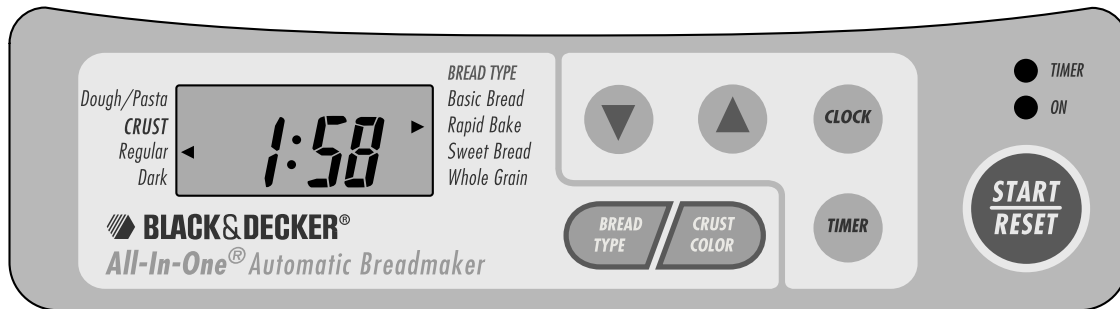 Dough/Pasta
CRUST
Regular
Dark
1:58
BREAD TYPE
Basic Bread
Rapid Bake
Sweet Bread
Whole Grain
BLACK&DECKER®
All-In-One® Automatic Breadmaker
BREAD
TYPE
CRUST
COLOR
CLOCK
TIMER
TIMER
ON
START
RESET